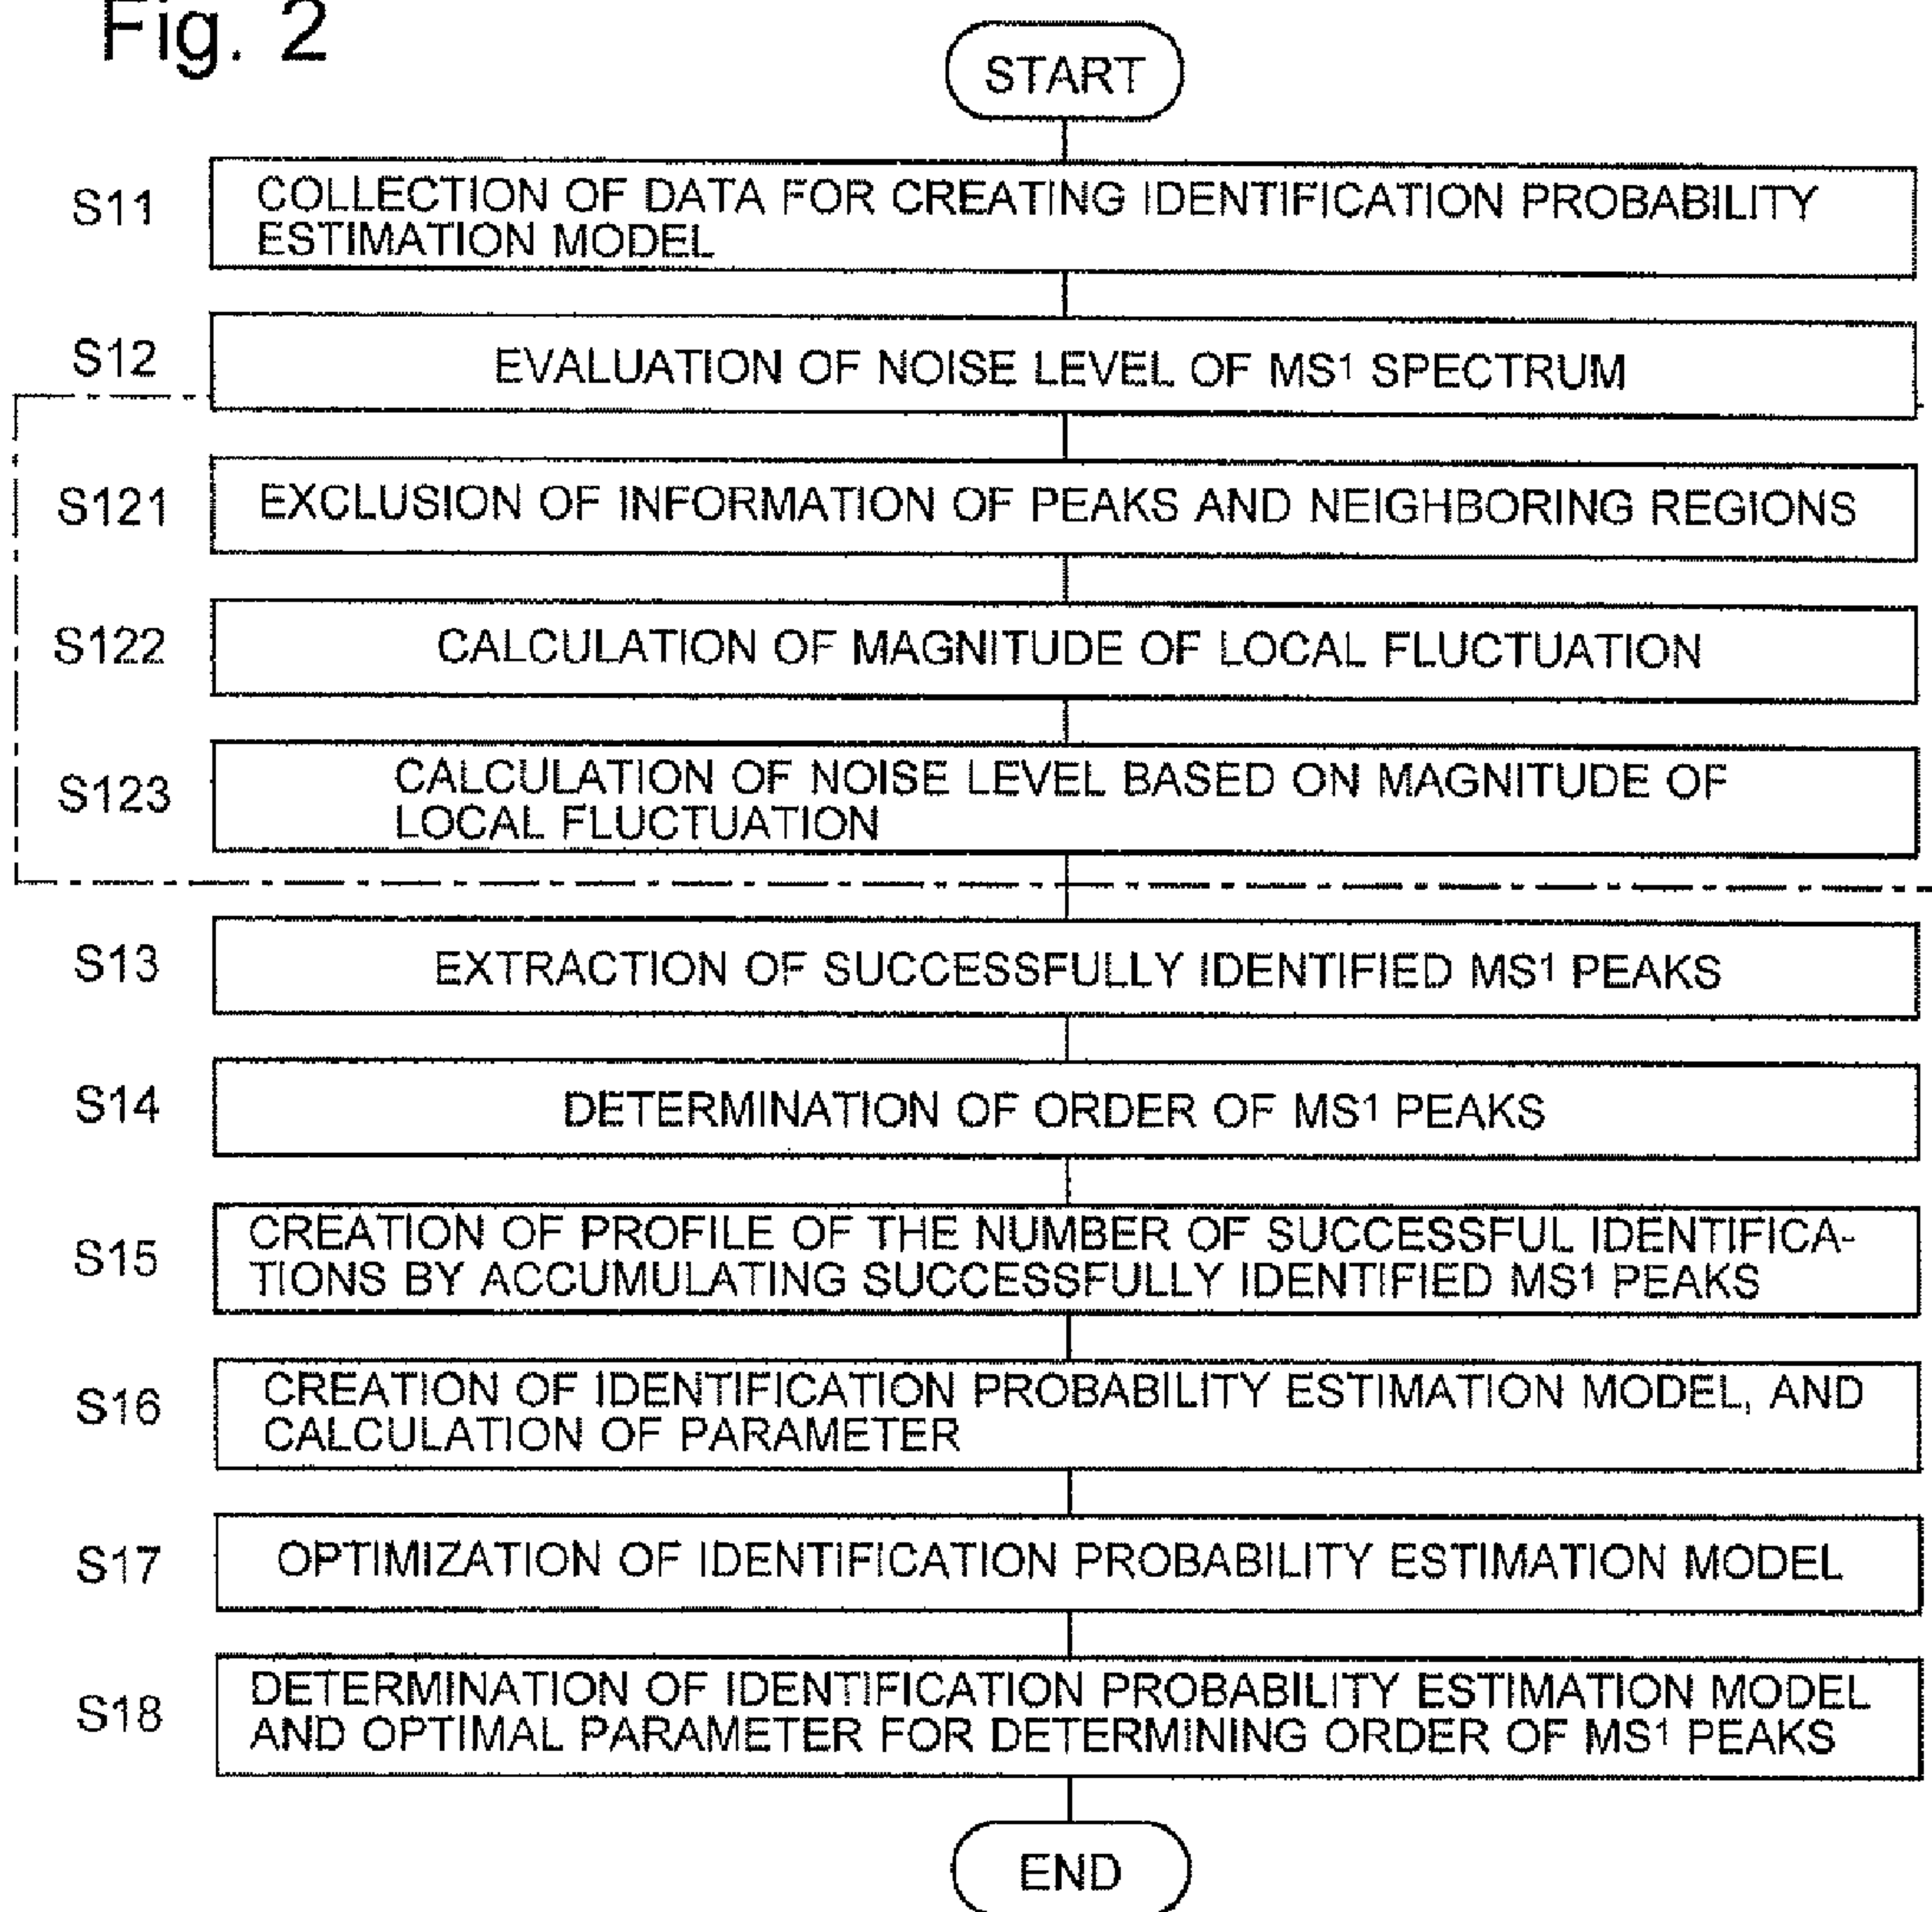 Fig. 2
START
S11
COLLECTION OF DATA FOR CREATING IDENTIFICATION PROBABILITY
ESTIMATION MODEL
S12
EVALUATION OF NOISE LEVEL OF MS¹ SPECTRUM
S121
EXCLUSION OF INFORMATION OF PEAKS AND NEIGHBORING REGIONS
S122
CALCULATION OF MAGNITUDE OF LOCAL FLUCTUATION
S123
CALCULATION OF NOISE LEVEL BASED ON MAGNITUDE OF
LOCAL FLUCTUATION
S13
EXTRACTION OF SUCCESSFULLY IDENTIFIED MS¹ PEAKS
S14
DETERMINATION OF ORDER OF MS¹ PEAKS
S15
CREATION OF PROFILE OF THE NUMBER OF SUCCESSFUL IDENTIFICA-
TIONS BY ACCUMULATING SUCCESSFULLY IDENTIFIED MS¹ PEAKS
S16
CREATION OF IDENTIFICATION PROBABILITY ESTIMATION MODEL, AND
CALCULATION OF PARAMETER
S17
OPTIMIZATION OF IDENTIFICATION PROBABILITY ESTIMATION MODEL
S18
DETERMINATION OF IDENTIFICATION PROBABILITY ESTIMATION MODEL
AND OPTIMAL PARAMETER FOR DETERMINING ORDER OF MS¹ PEAKS
END